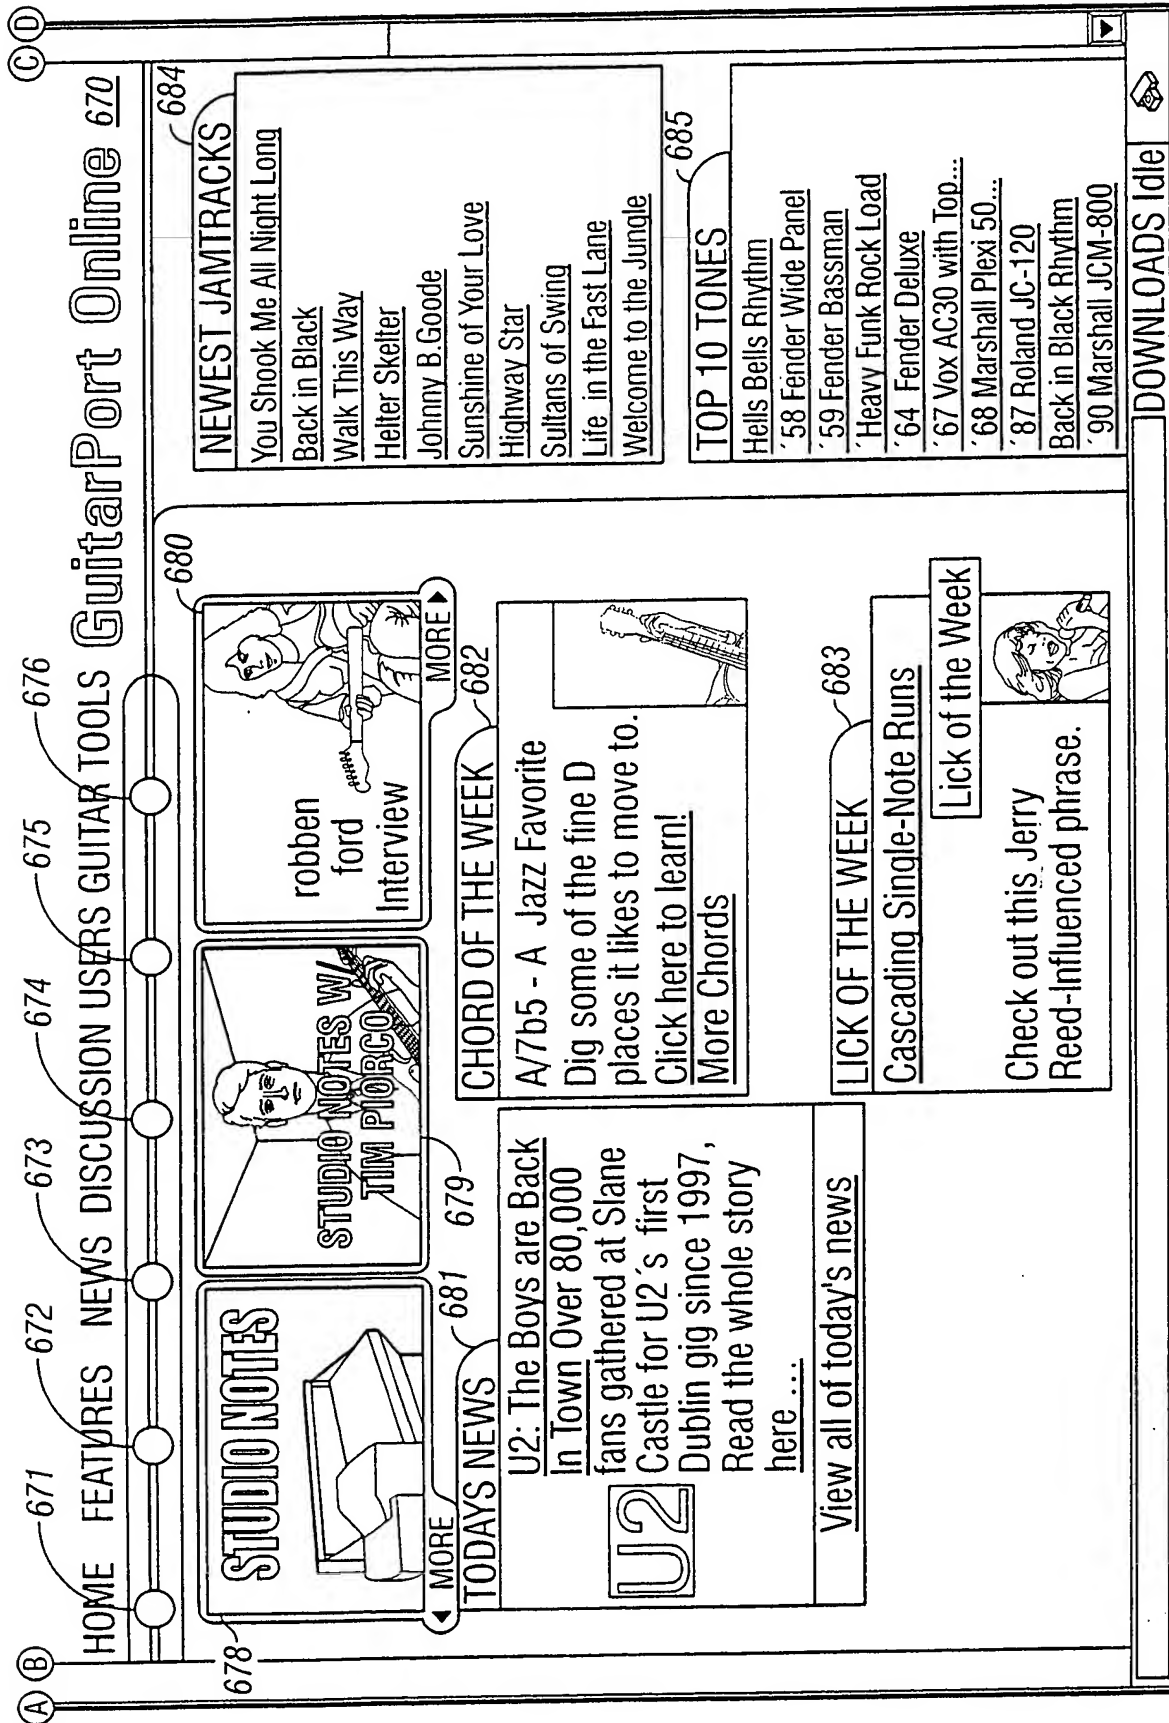 A B
C D
671 672 673 674 675 676
HOME FEATURES NEWS DISCUSSION USERS GUITAR TOOLS GuitarPort Online 670
678
STUDIO NOTES
STUDIO NOTES W/
TIM PIORCO
679
680
robben
ford
Interview
MORE
MORE
681
TODAYS NEWS
U2: The Boys are Back
In Town Over 80,000
fans gathered at Slane
Castle for U2´s first
Dublin gig since 1997,
Read the whole story
here ...
U2
View all of today's news
682
CHORD OF THE WEEK
A/7b5 - A Jazz Favorite
Dig some of the fine D
places it likes to move to.
Click here to learn!
More Chords
683
LICK OF THE WEEK
Cascading Single-Note Runs
Lick of the Week
Check out this Jerry
Reed-Influenced phrase.
684
NEWEST JAMTRACKS
You Shook Me All Night Long
Back in Black
Walk This Way
Helter Skelter
Johnny B.Goode
Sunshine of Your Love
Highway Star
Sultans of Swing
Life in the Fast Lane
Welcome to the Jungle
685
TOP 10 TONES
Hells Bells Rhythm
´58 Fender Wide Panel
´59 Fender Bassman
´Heavy Funk Rock Load
´64 Fender Deluxe
´67 Vox AC30 with Top...
´68 Marshall Plexi 50...
´87 Roland JC-120
Back in Black Rhythm
´90 Marshall JCM-800
DOWNLOADS Idle